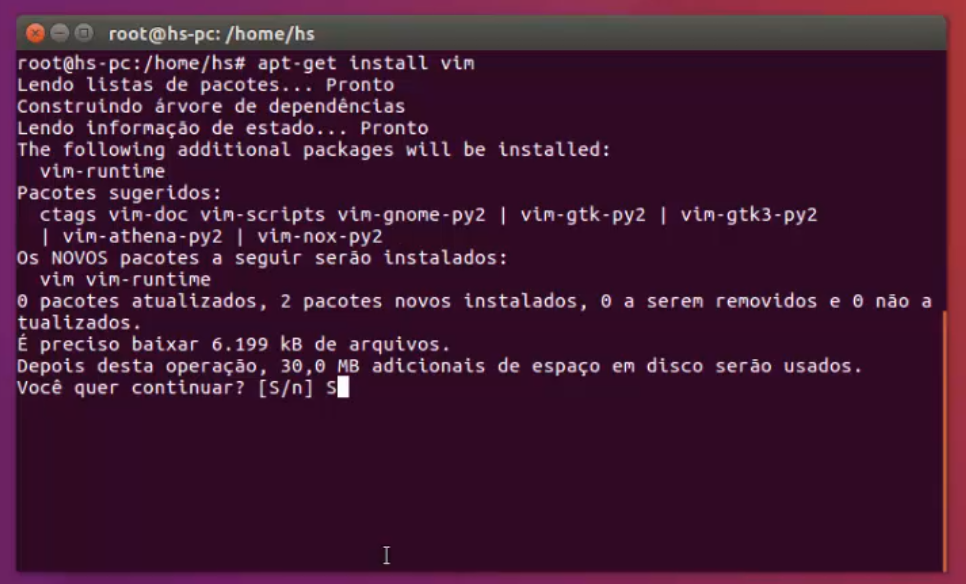 root@hs-pc: /home/hs
root@hs-pc:/home/hs# apt-get install vim
Lendo listas de pacotes... Pronto
Construindo árvore de dependências
Lendo informação de estado... Pronto
The following additional packages will be installed:
  vim-runtime
Pacotes sugeridos:
  ctags vim-doc vim-scripts vim-gnome-py2 | vim-gtk-py2 | vim-gtk3-py2
  | vim-athena-py2 | vim-nox-py2
Os NOVOS pacotes a seguir serão instalados:
  vim vim-runtime
0 pacotes atualizados, 2 pacotes novos instalados, 0 a serem removidos e 0 não a
tualizados.
É preciso baixar 6.199 kB de arquivos.
Depois desta operação, 30,0 MB adicionais de espaço em disco serão usados.
Você quer continuar? [S/n] S